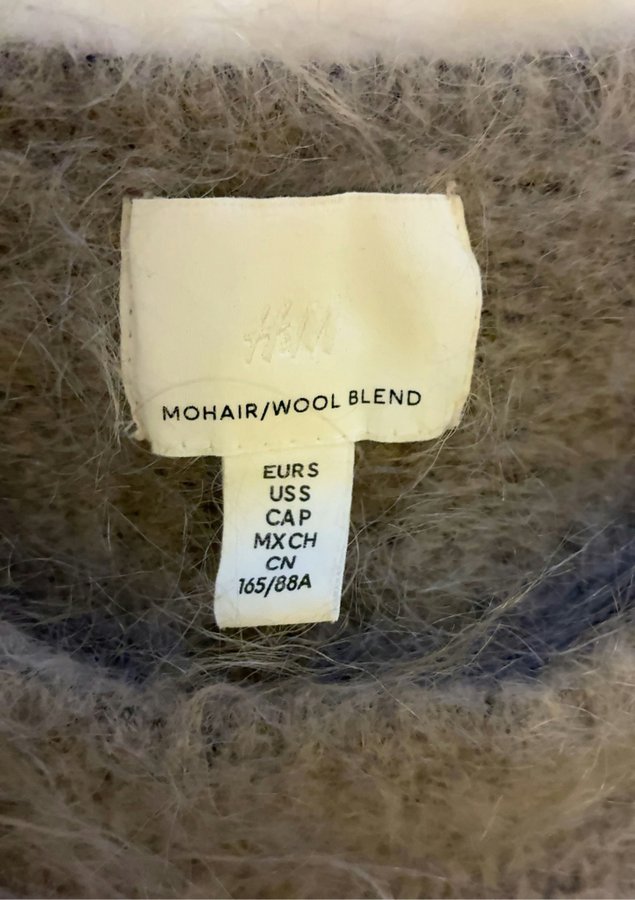 H&M
MOHAIR/WOOL BLEND
EUR S
US S
CA P
MX CH
CN
165/88A